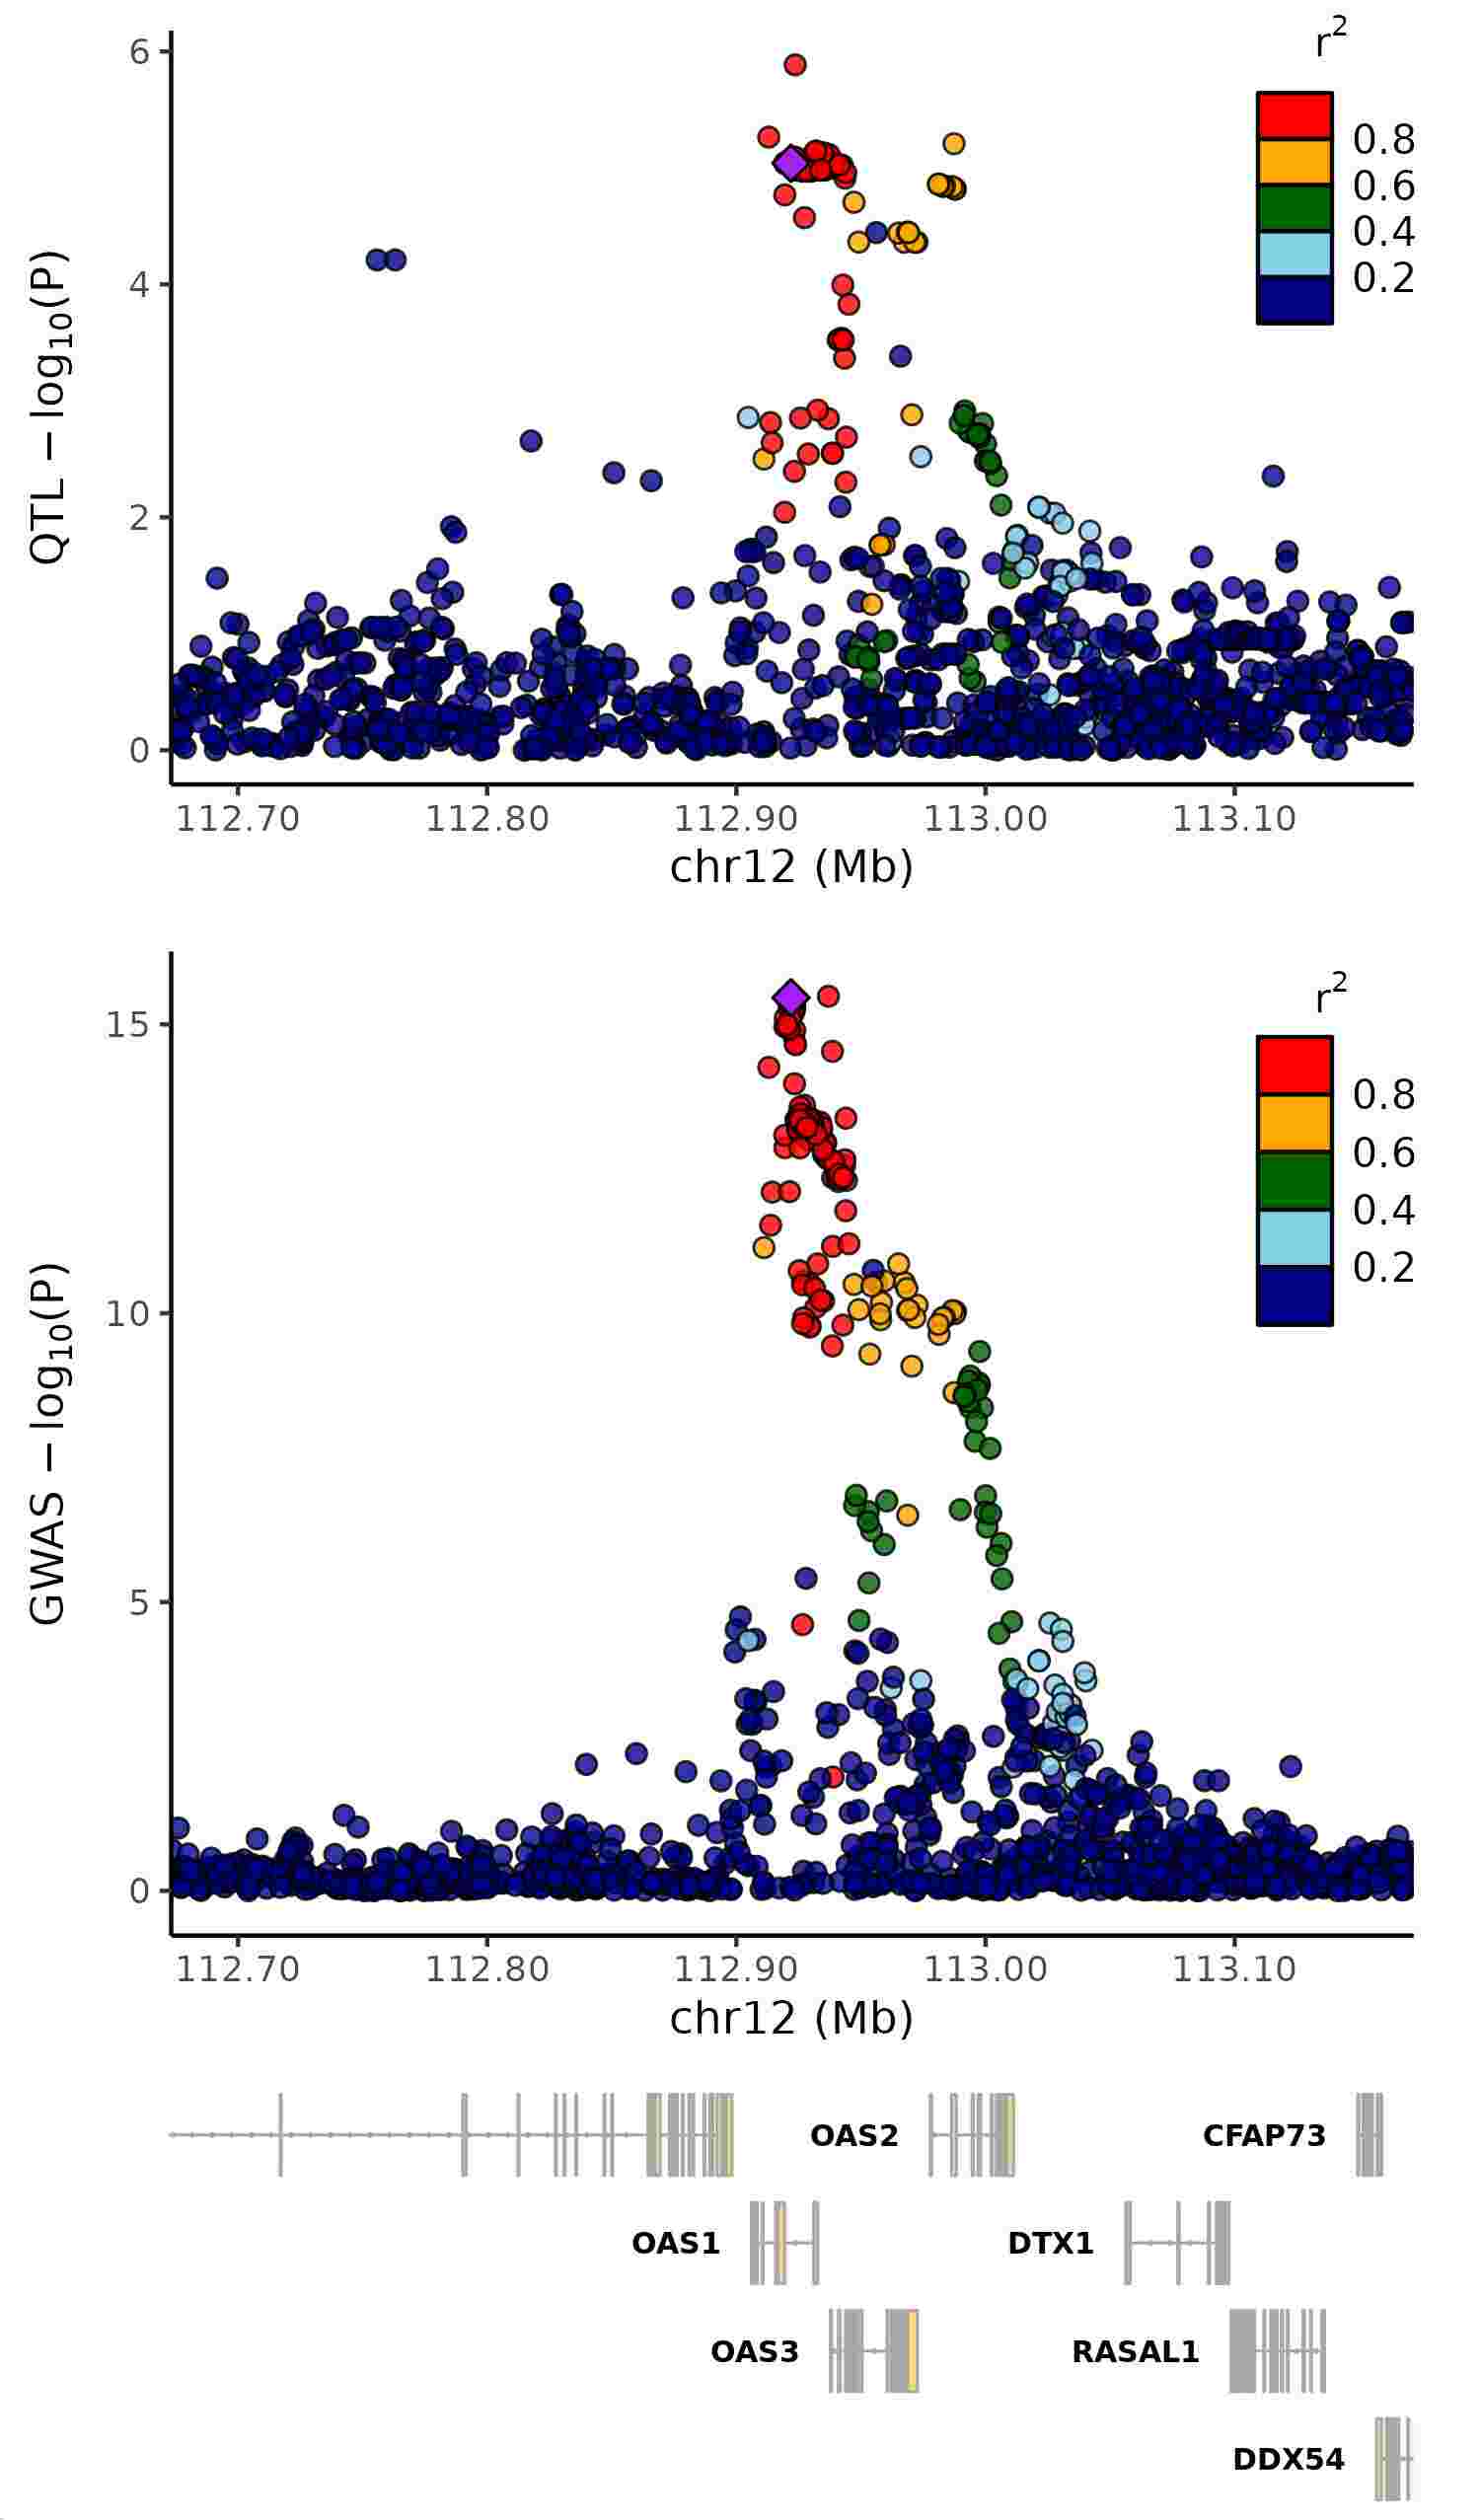 r²
6
4
2
0
0.8
0.6
0.4
0.2
QTL − log₁₀(P)
112.70 112.80 112.90 113.00 113.10
chr12 (Mb)
r²
15
10
5
0
0.8
0.6
0.4
0.2
GWAS − log₁₀(P)
112.70 112.80 112.90 113.00 113.10
chr12 (Mb)
OAS2 CFAP73
OAS1 DTX1
OAS3 RASAL1
DDX54